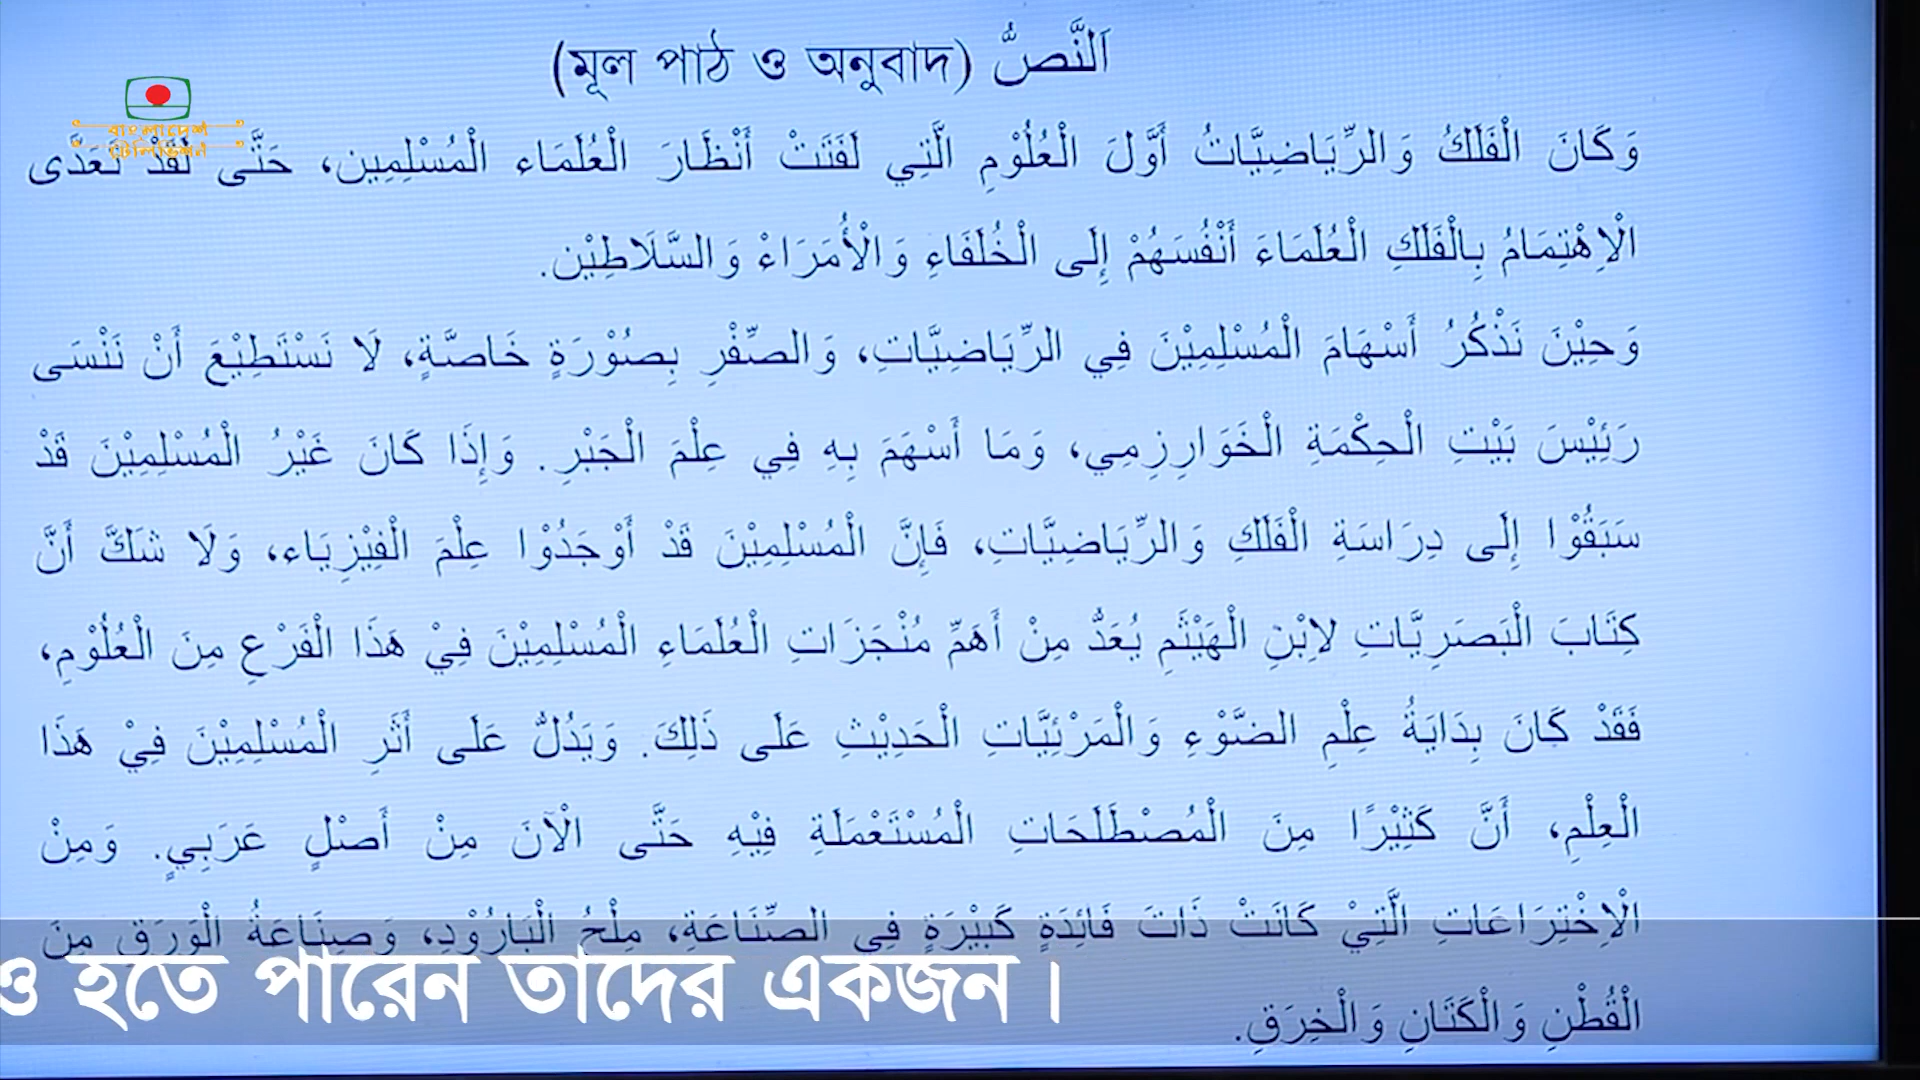 اَلنَّصُّ (মূল পাঠ ও অনুবাদ)
বাংলাদেশ
টেলিভিশন
وَكَانَ الْفَلَكُ وَالرِّيَاضِيَّاتُ أَوَّلَ الْعُلُوْمِ الَّتِي لَفَتَتْ أَنْظَارَ الْعُلَمَاء الْمُسْلِمِين، حَتَّى لَقَدْ تَعَدَّى
الْاِهْتِمَامُ بِالْفَلَكِ الْعُلَمَاءَ أَنْفُسَهُمْ إِلَى الْخُلَفَاءِ وَالْأُمَرَاءْ وَالسَّلَاطِيْن.
وَحِيْنَ نَذْكُرُ أَسْهَامَ الْمُسْلِمِيْنَ فِي الرِّيَاضِيَّاتِ، وَالصِّفْرِ بِصُوْرَةٍ خَاصَّةٍ، لَا نَسْتَطِيْعَ أَنْ نَنْسَى
رَئِيْسَ بَيْتِ الْحِكْمَةِ الْخَوَارِزِمِي، وَمَا أَسْهَمَ بِهِ فِي عِلْمَ الْجَبْرِ. وَإِذَا كَانَ غَيْرُ الْمُسْلِمِيْنَ قَدْ
سَبَقُوْا إِلَى دِرَاسَةِ الْفَلَكِ وَالرِّيَاضِيَّاتِ، فَإِنَّ الْمُسْلِمِيْنَ قَدْ أَوْجَدُوْا عِلْمَ الْفِيْزِيَاء، وَلَا شَكَّ أَنَّ
كِتَابَ الْبَصَرِيَّاتِ لاِبْنِ الْهَيْثَمِ يُعَدُّ مِنْ أَهَمِّ مُنْجَزَاتِ الْعُلَمَاءِ الْمُسْلِمِيْنَ فِيْ هَذَا الْفَرْعِ مِنَ الْعُلُوْمِ،
فَقَدْ كَانَ بِدَايَةُ عِلْمِ الضَّوْءِ وَالْمَرْئِيَّاتِ الْحَدِيْثِ عَلَى ذَلِكَ. وَيَدُلُّ عَلَى أَثَرِ الْمُسْلِمِيْنَ فِيْ هَذَا
الْعِلْمِ، أَنَّ كَثِيْرًا مِنَ الْمُصْطَلَحَاتِ الْمُسْتَعْمَلَةِ فِيْهِ حَتَّى الْآنَ مِنْ أَصْلٍ عَرَبِيٍ. وَمِنْ
الْاِخْتِرَاعَاتِ الَّتِيْ كَانَتْ ذَاتَ فَائِدَةٍ كَبِيْرَةٍ فِي الصِّنَاعَةِ، مِلْحُ الْبَارُوْدِ، وَصِنَاعَةُ الْوَرَقِ مِنَ
الْقُطْنِ وَالْكَتَانِ وَالْخِرَقِ.
ও হতে পারেন তাদের একজন।